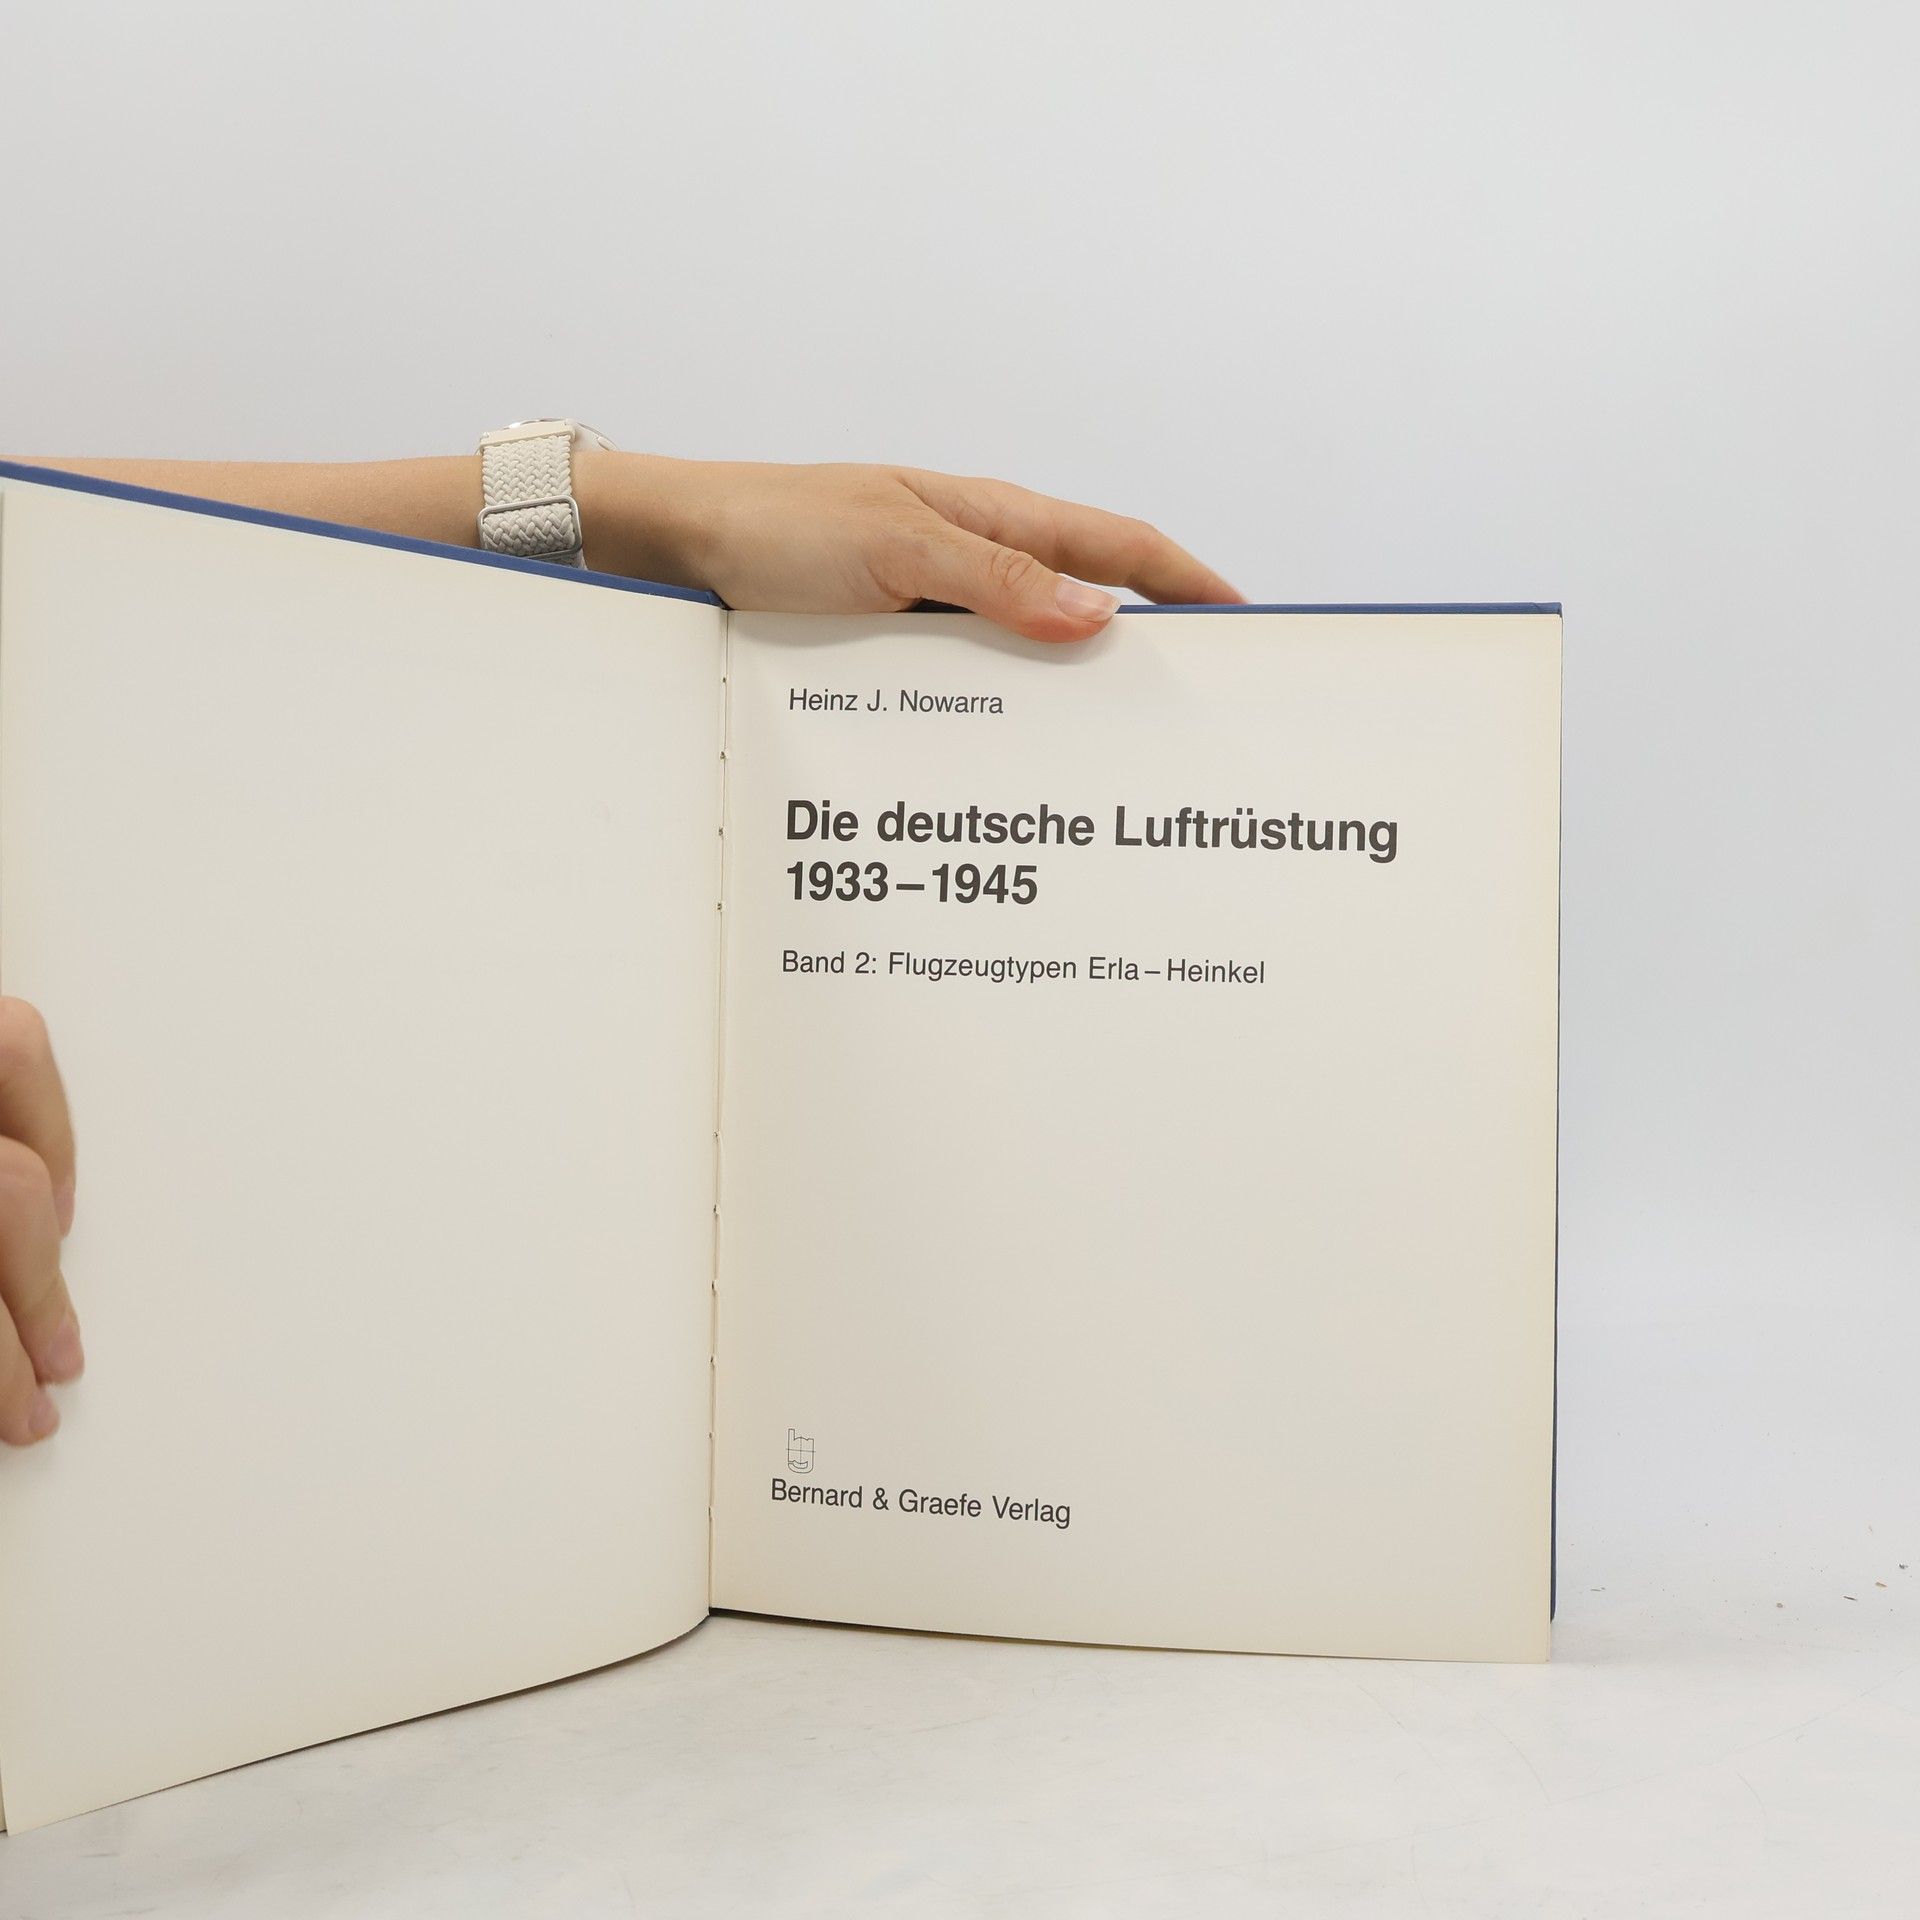 Heinz J. Nowarra
Die deutsche Luftrüstung
1933–1945
Band 2: Flugzeugtypen Erla–Heinkel
Bernard & Graefe Verlag